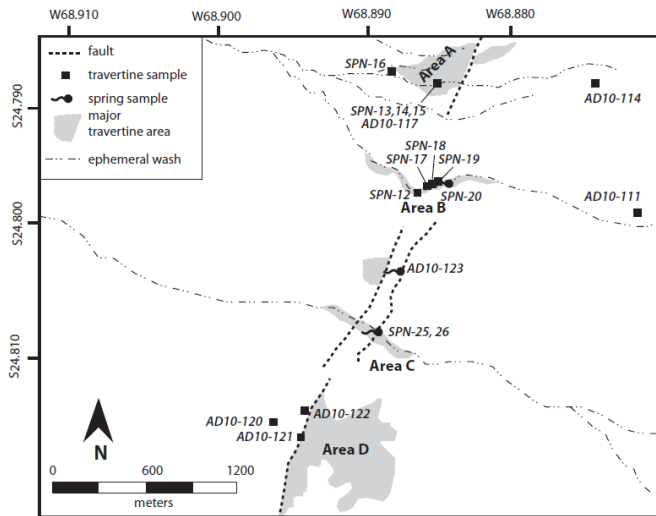 W68.910
W68.900
W68.890
W68.880
S24.790
S24.800
S24.810
fault
travertine sample
spring sample
major
travertine area
ephemeral wash
SPN-16
Area A
SPN-13,14,15
AD10-117
AD10-114
SPN-18
SPN-17
SPN-19
SPN-12
SPN-20
Area B
AD10-111
AD10-123
SPN-25, 26
Area C
AD10-122
AD10-120
AD10-121
Area D
N
0 600 1200
meters